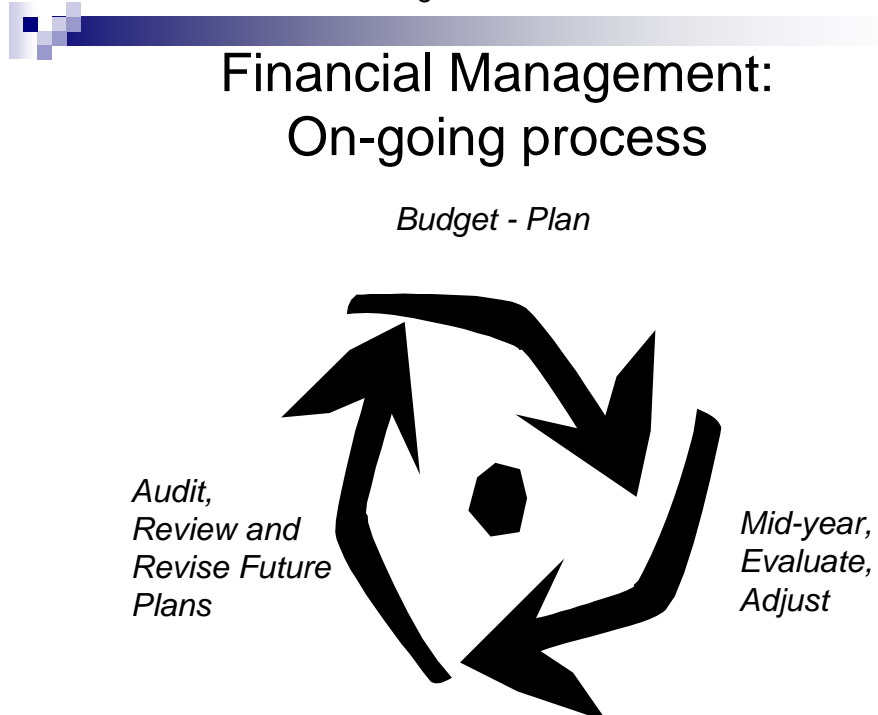 Financial Management:
On-going process
Budget - Plan
Audit,
Review and
Revise Future
Plans
Mid-year,
Evaluate,
Adjust